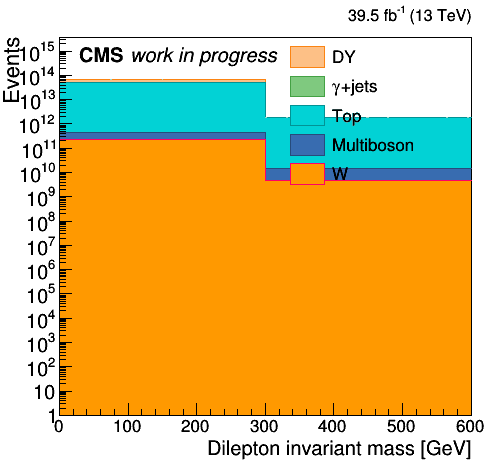 39.5 fb⁻¹ (13 TeV)
Events
CMS work in progress
DY
γ+jets
Top
Multiboson
W
10¹⁵
10¹⁴
10¹³
10¹²
10¹¹
10¹⁰
10⁹
10⁸
10⁷
10⁶
10⁵
10⁴
10³
10²
10
1
0 100 200 300 400 500 600
Dilepton invariant mass [GeV]